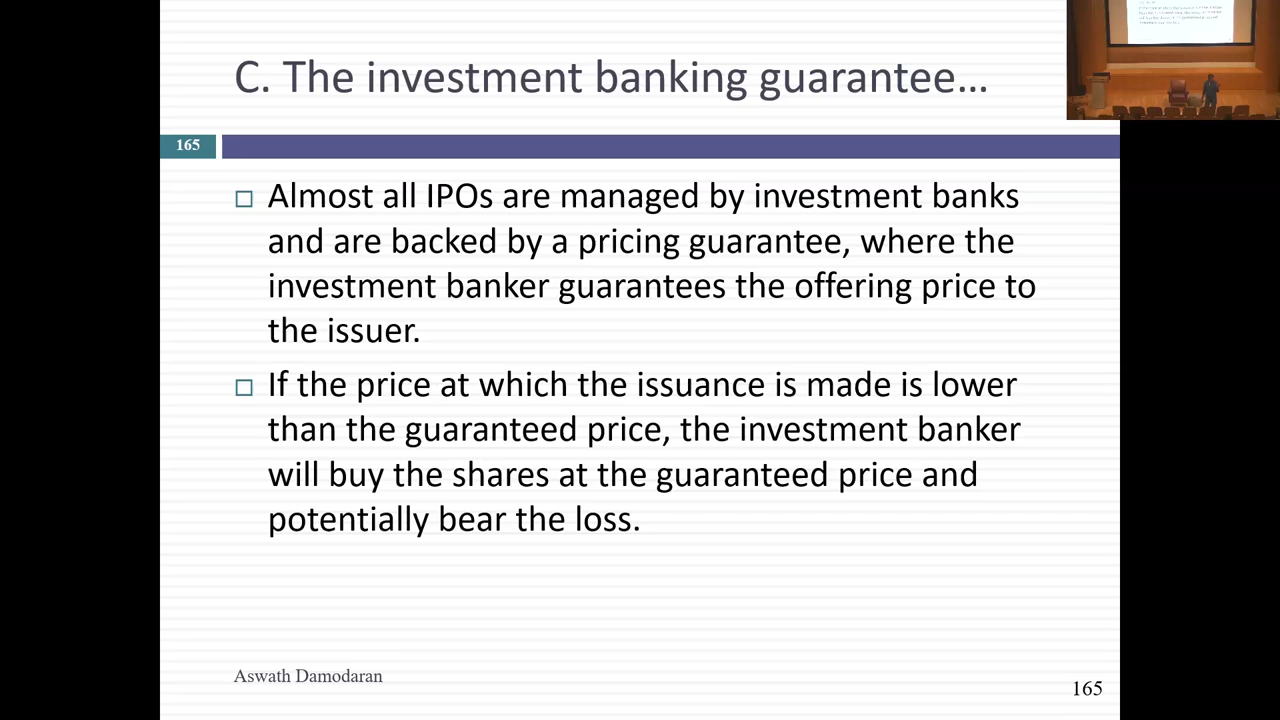 C. The investment banking guarantee…
165
□ Almost all IPOs are managed by investment banks
and are backed by a pricing guarantee, where the
investment banker guarantees the offering price to
the issuer.
□ If the price at which the issuance is made is lower
than the guaranteed price, the investment banker
will buy the shares at the guaranteed price and
potentially bear the loss.
Aswath Damodaran
165